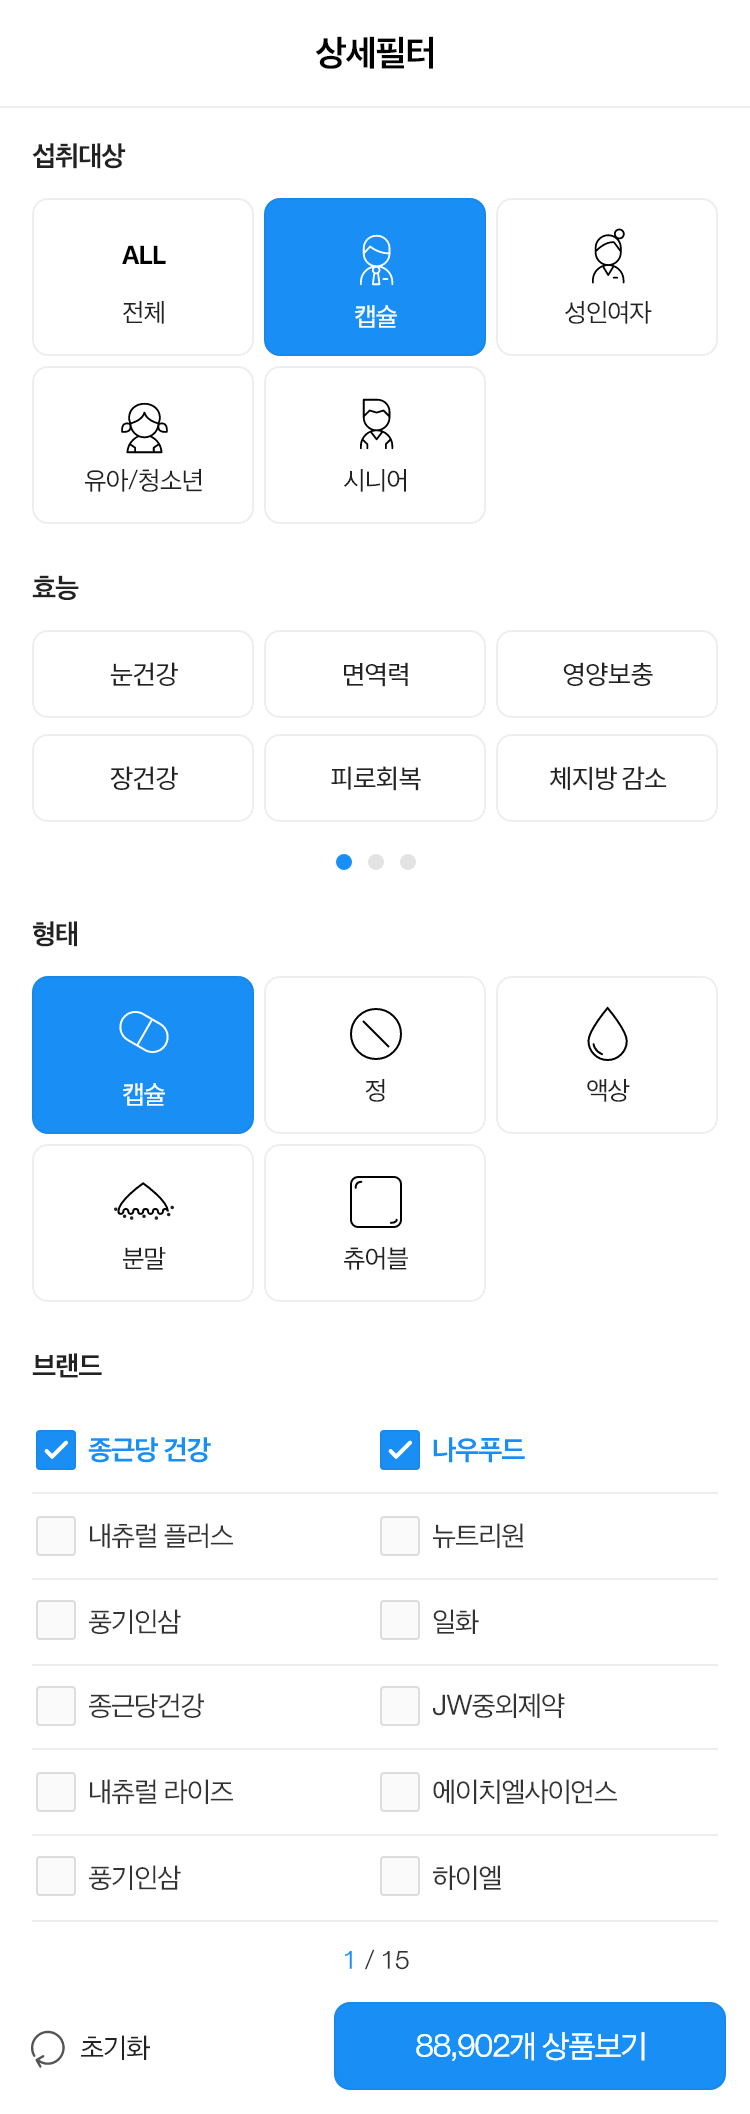 상세필터
섭취대상
ALL
전체
캡슐
성인여자
유아/청소년
시니어
효능
눈건강
면역력
영양보충
장건강
피로회복
체지방 감소
형태
캡슐
정
액상
분말
츄어블
브랜드
종근당 건강
나우푸드
내츄럴 플러스
뉴트리원
풍기인삼
일화
종근당건강
JW중외제약
내츄럴 라이즈
에이치엘사이언스
풍기인삼
하이엘
1 / 15
초기화
88,902개 상품보기